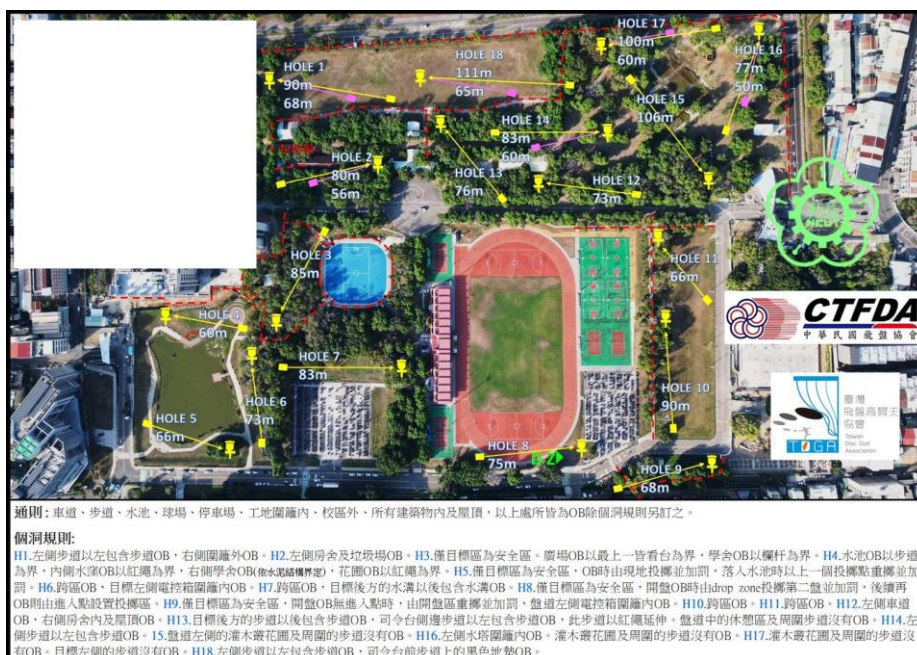 HOLE 17
100m
60m
HOLE 16
77m
50m
HOLE 18
111m
65m
HOLE 1
90m
68m
HOLE 15
106m
HOLE 14
83m
60m
HOLE 2
80m
56m
HOLE 13
76m
HOLE 12
73m
HOLE 3
85m
HOLE 11
66m
HOLE 4
60m
CTFDA
中華民國飛盤協會
HOLE 7
83m
HOLE 6
73m
HOLE 5
66m
HOLE 10
90m
臺灣
飛盤高爾夫
協會
Taiwan
Disc Golf
Association
TDGA
HOLE 8
75m
DZ
HOLE 9
68m
通則: 車道、步道、水池、球場、停車場、工地圍籬內、校區外、所有建築物內及屋頂,以上處所皆為OB除個洞規則另訂之。
個洞規則:
H1.左側步道以左包含步道OB,右側圍籬外OB。H2.左側房舍及垃圾場OB。H3.僅目標區為安全區。廣場OB以最上一皆看台為界,學舍OB以欄杆為界。H4.水池OB以步道
為界,內側水窪OB以紅繩為界,右側學舍OB(依水泥結構界定),花圃OB以紅繩為界。H5.僅目標區為安全區,OB時由現地投擲並加罰,落入水池時以上一個投擲點重擲並加
罰。H6.跨區OB,目標左側電控箱圍籬內OB。H7.跨區OB,目標後方的水溝以後包含水溝OB。H8.僅目標區為安全區,開盤OB時由drop zone投擲第二盤並加罰,後續再
OB則由進入點設置投擲區。H9.僅目標區為安全區,開盤OB無進入點時,由開盤區重擲並加罰,盤道左側電控箱圍籬內OB。H10.跨區OB。H11.跨區OB。H12.左側車道
OB,右側房舍內及屋頂OB。H13.目標後方的步道以後包含步道OB,司令台側邊步道以左包含步道OB,此步道以紅繩延伸。盤道中的休憩區及周圍步道沒有OB。H14.左
側步道以左包含步道OB。15.盤道左側的灌木叢花圃及周圍的步道沒有OB。H16.左側水塔圍籬內OB。灌木叢花圃及周圍的步道沒有OB。H17.灌木叢花圃及周圍的步道沒
有OB。目標左側的步道有OB。H18.左側步道以左包含步道OB,司令台前步道上的黑色地墊OB。